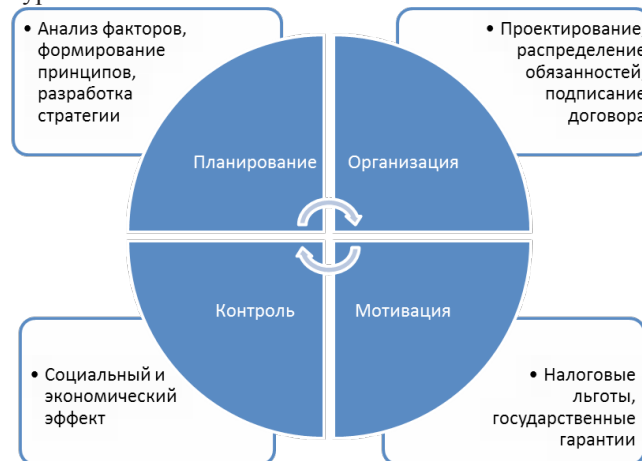 • Анализ факторов,
формирование
принципов,
разработка
стратегии
• Проектирование,
распределение
обязанностей,
подписание
договора
Планирование
Организация
Контроль
Мотивация
• Социальный и
экономический
эффект
• Налоговые
льготы,
государственные
гарантии